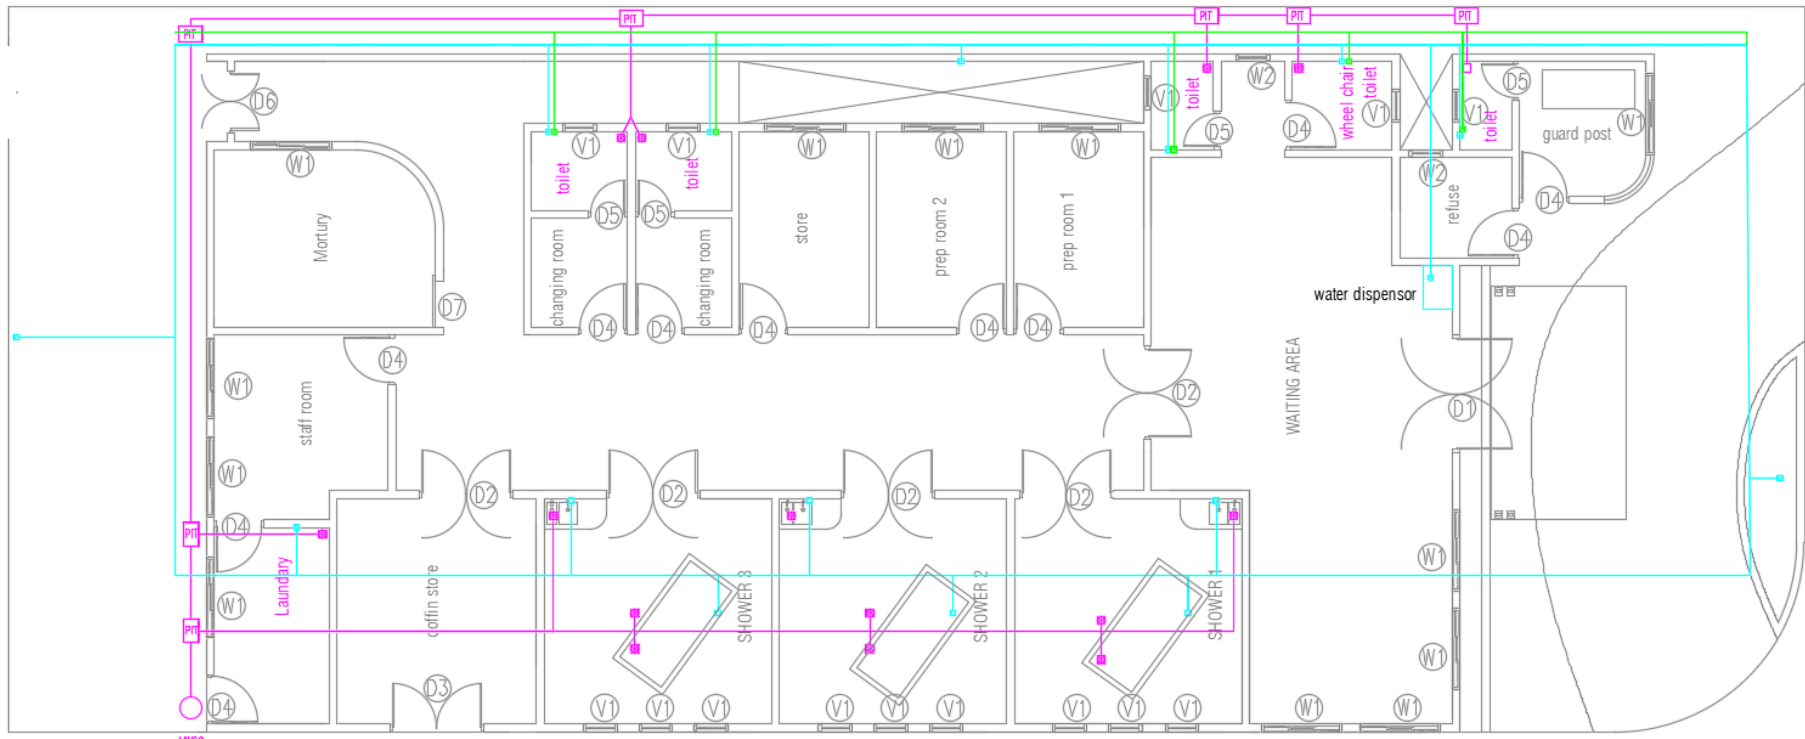 PIT
PIT
PIT
PIT
PIT
D6
W1
Mortury
D7
V1
V1
toilet
toilet
D5
D5
changing room
changing room
D4
D4
W1
store
D4
W1
prep room 2
D4
W1
prep room 1
D4
V1
toilet
D5
W2
D4
wheel chair
toilet
V1
V1
toilet
D5
guard post
W1
D4
W2
refuse
D4
water dispensor
D4
W1
staff room
W1
D2
WAITING AREA
D1
D2
D2
D2
D2
PIT
D4
Laundary
W1
PIT
D4
coffin store
D3
SHOWER 3
V1
V1
V1
SHOWER 2
V1
V1
V1
SHOWER 1
V1
V1
V1
W1
W1
W1
W1